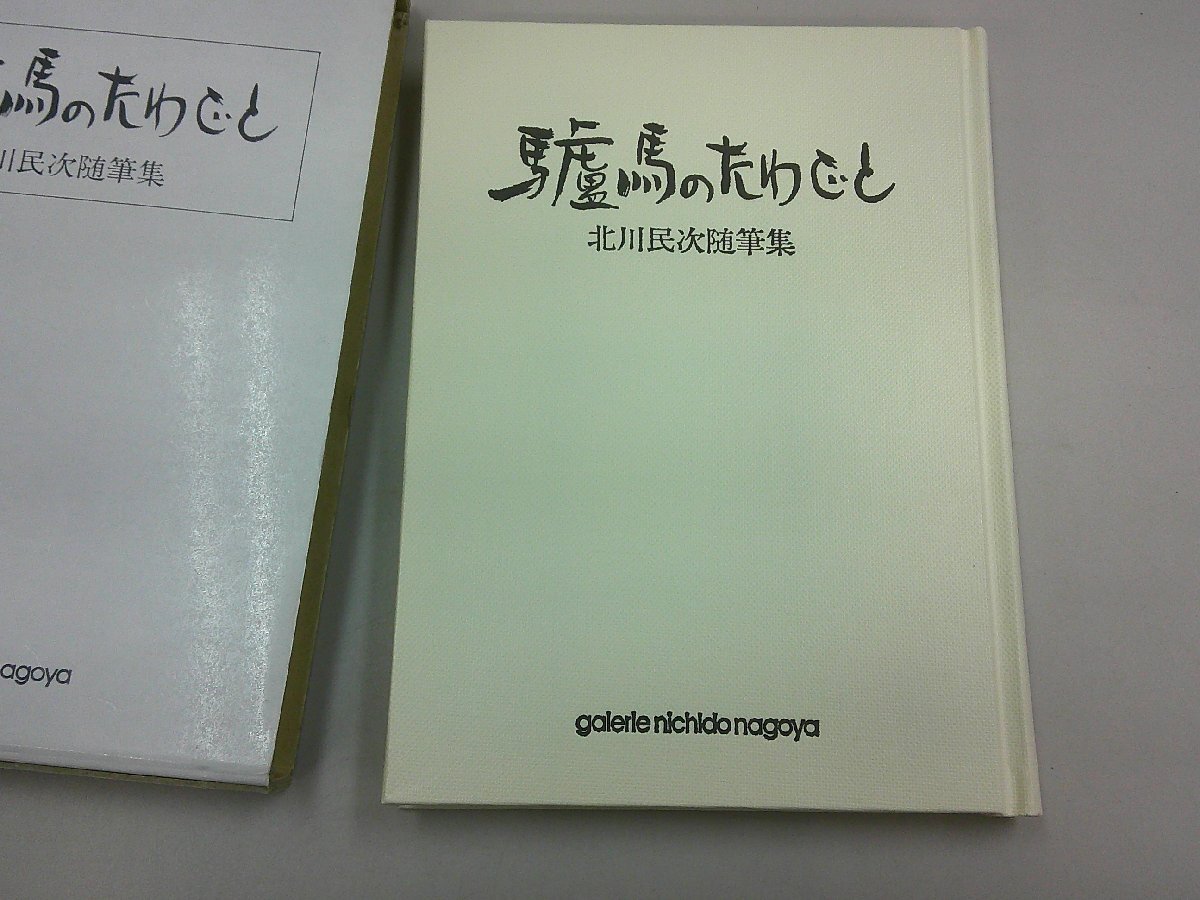 馬のたわごと
川民次随筆集
agoya
驢馬のたわごと
北川民次随筆集
galerie nichido nagoya